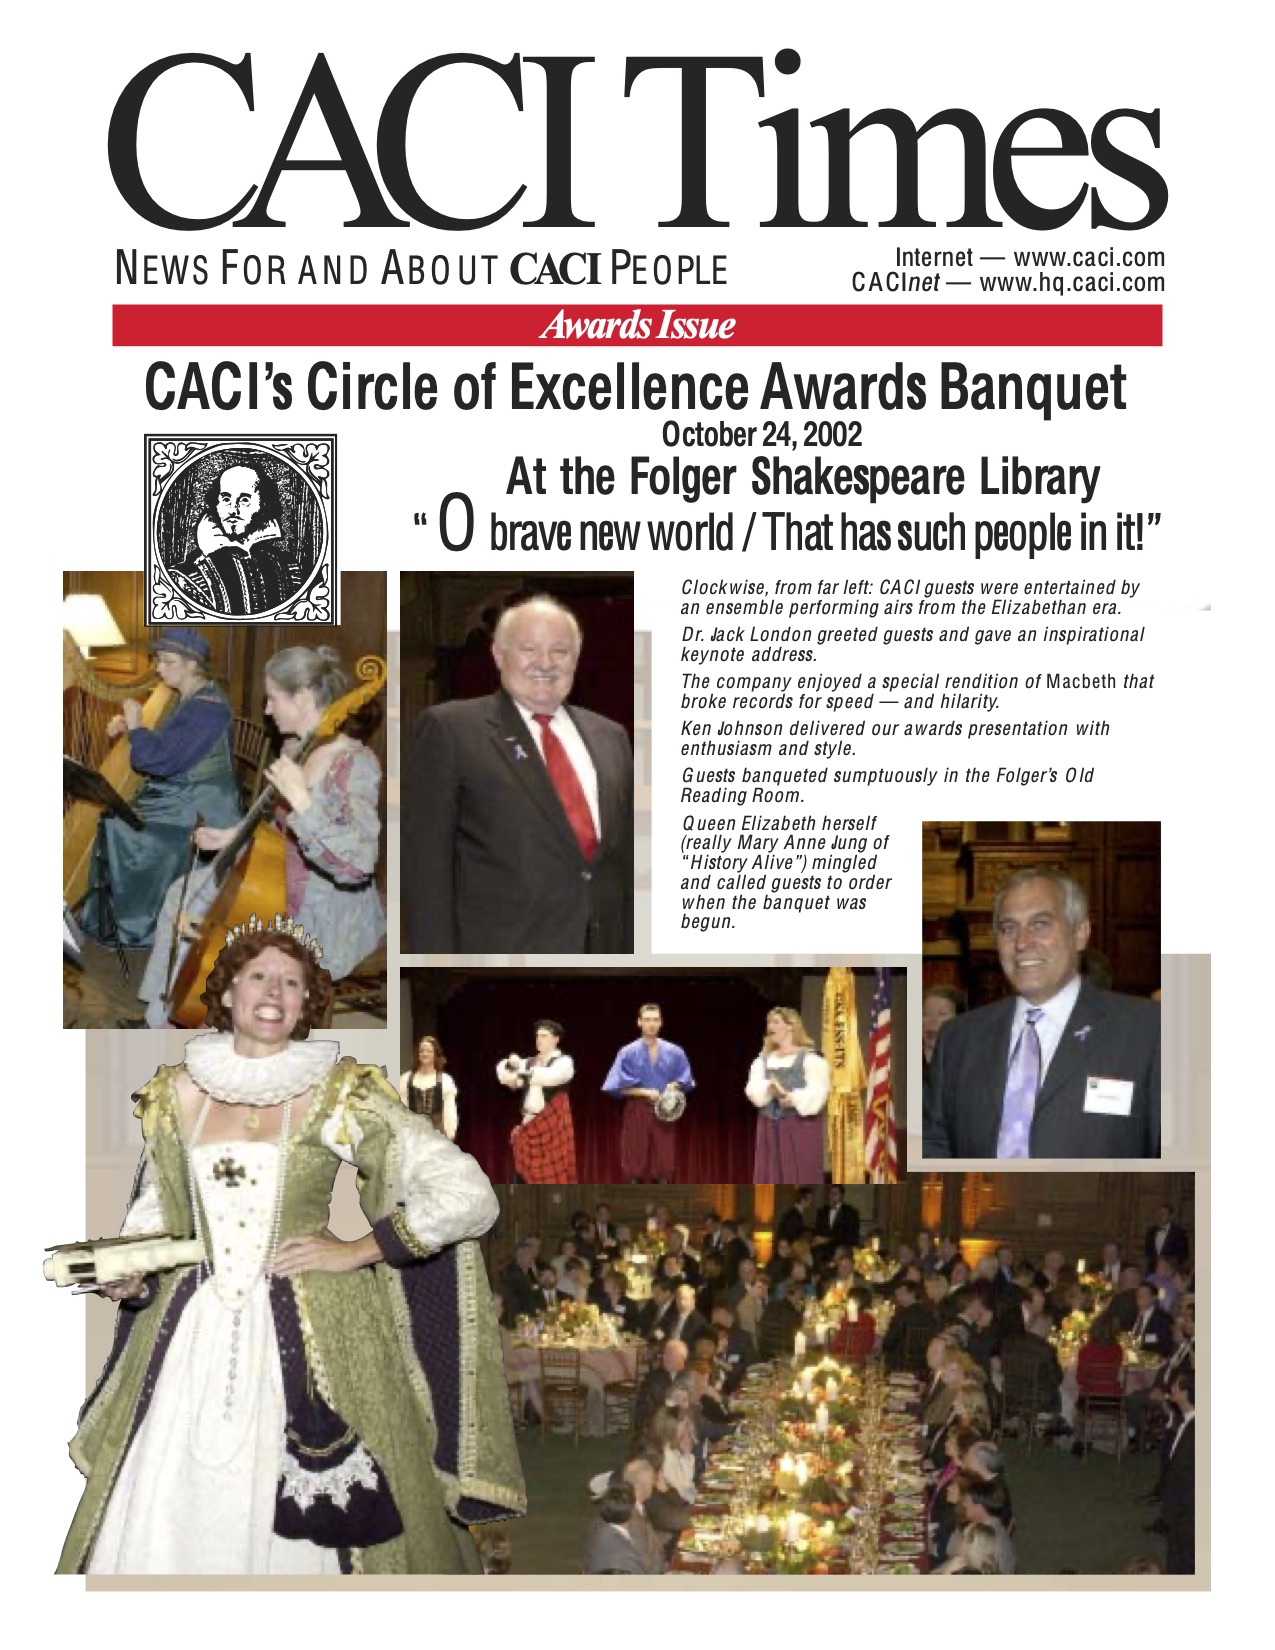 CACI Times
NEWS FOR AND ABOUT CACI PEOPLE
Internet — www.caci.com
CACInet — www.hq.caci.com
Awards Issue
CACI’s Circle of Excellence Awards Banquet
October 24, 2002
At the Folger Shakespeare Library
“ O brave new world / That has such people in it!”
Clockwise, from far left: CACI guests were entertained by
an ensemble performing airs from the Elizabethan era.
Dr. Jack London greeted guests and gave an inspirational
keynote address.
The company enjoyed a special rendition of Macbeth that
broke records for speed — and hilarity.
Ken Johnson delivered our awards presentation with
enthusiasm and style.
Guests banqueted sumptuously in the Folger’s Old
Reading Room.
Queen Elizabeth herself
(really Mary Anne Jung of
“History Alive”) mingled
and called guests to order
when the banquet was
begun.